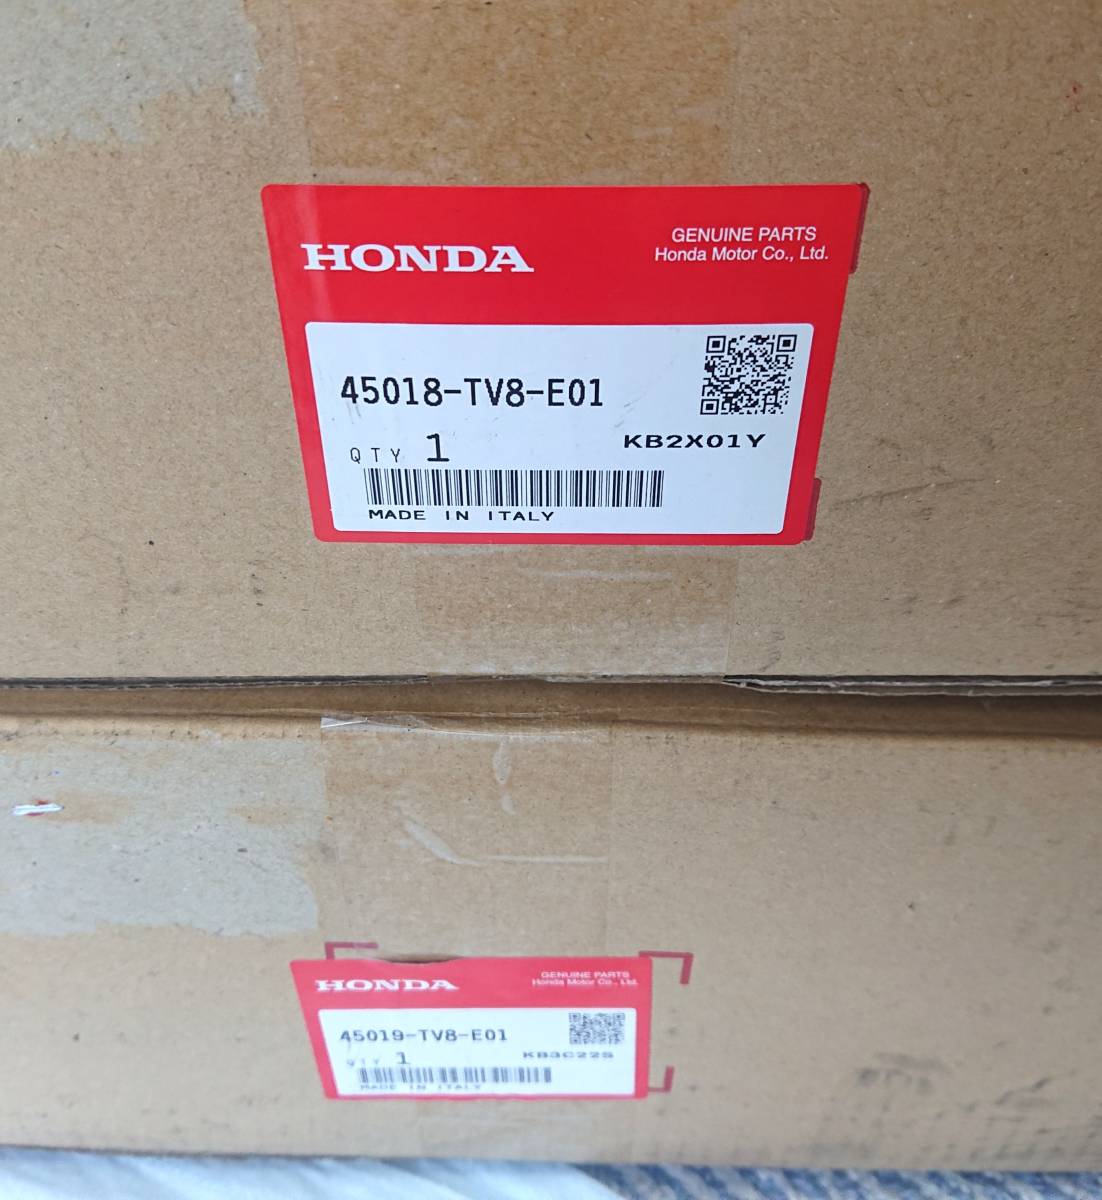 HONDA
GENUINE PARTS
Honda Motor Co., Ltd.
45018-TV8-E01
QTY 1
KB2X01Y
MADE IN ITALY
HONDA
GENUINE PARTS
Honda Motor Co., Ltd.
45019-TV8-E01
QTY 1
KB3C22S
MADE IN ITALY